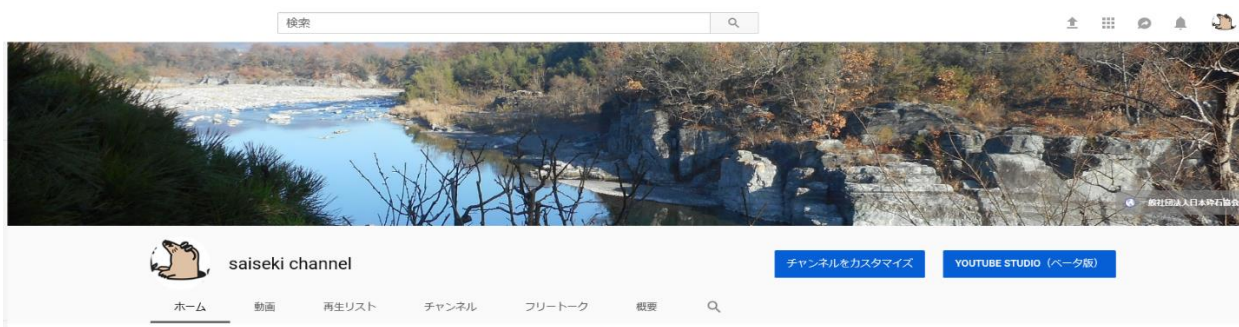 検索
一般社団法人日本砕石協会
saiseki channel
チャンネルをカスタマイズ
YOUTUBE STUDIO（ベータ版）
ホーム 動画 再生リスト チャンネル フリートーク 概要